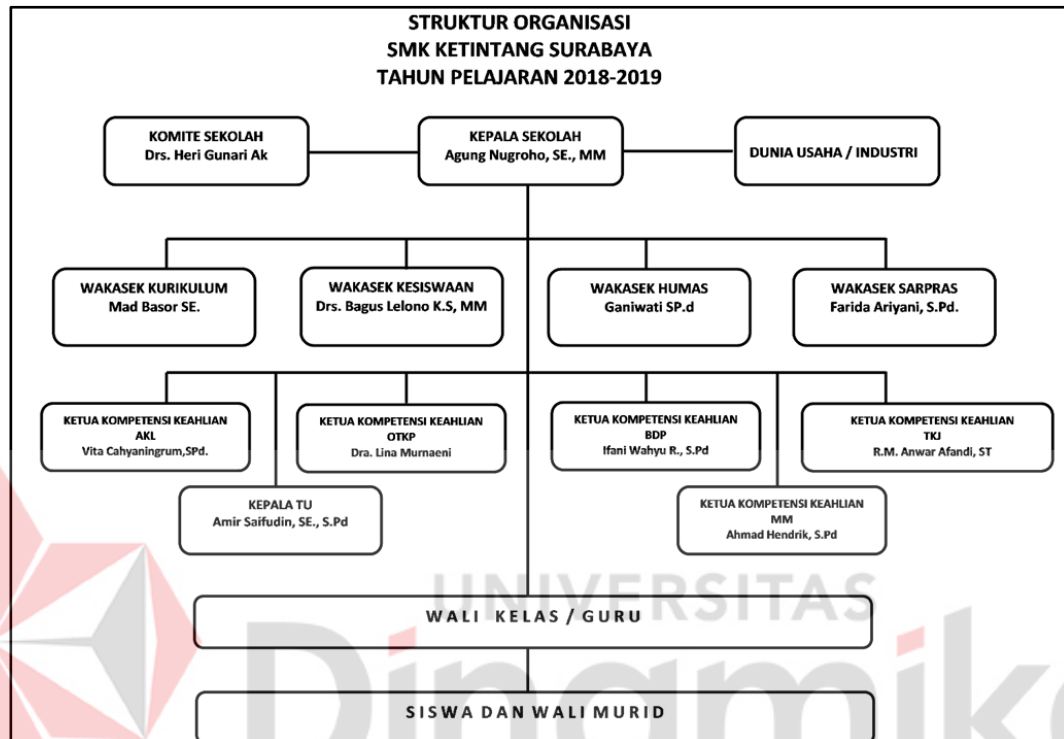 STRUKTUR ORGANISASI
SMK KETINTANG SURABAYA
TAHUN PELAJARAN 2018-2019
KOMITE SEKOLAH
Drs. Heri Gunari Ak
KEPALA SEKOLAH
Agung Nugroho, SE., MM
DUNIA USAHA / INDUSTRI
WAKASEK KURIKULUM
Mad Basor SE.
WAKASEK KESISWAAN
Drs. Bagus Lelono K.S, MM
WAKASEK HUMAS
Ganiwati SP.d
WAKASEK SARPRAS
Farida Ariyani, S.Pd.
KETUA KOMPETENSI KEAHLIAN
AKL
Vita Cahyaningrum,SPd.
KETUA KOMPETENSI KEAHLIAN
OTKP
Dra. Lina Murnaeni
KETUA KOMPETENSI KEAHLIAN
BDP
Ifani Wahyu R., S.Pd
KETUA KOMPETENSI KEAHLIAN
TKJ
R.M. Anwar Afandi, ST
KEPALA TU
Amir Saifudin, SE., S.Pd
KETUA KOMPETENSI KEAHLIAN
MM
Ahmad Hendrik, S.Pd
WALI KELAS / GURU
SISWA DAN WALI MURID
UNIVERSITAS
Dinamika